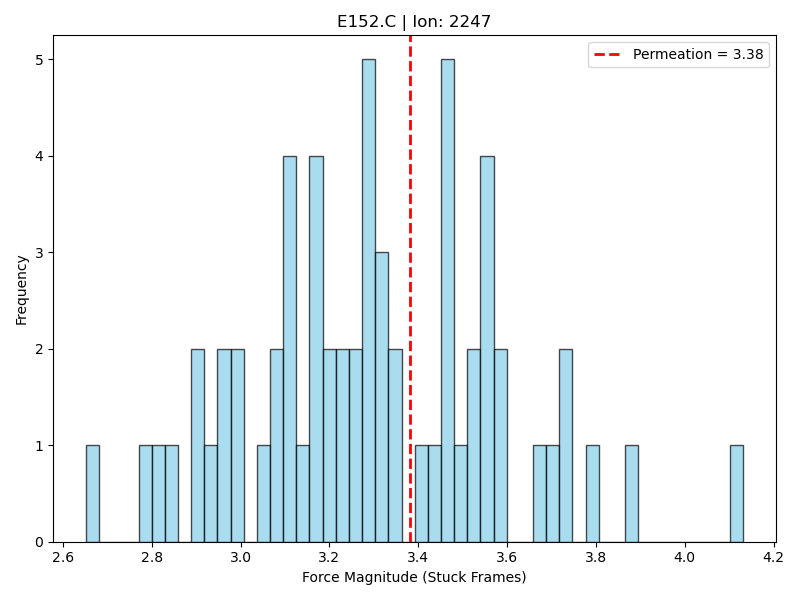 E152.C | Ion: 2247
Permeation = 3.38
5
4
3
2
1
0
Frequency
2.6 2.8 3.0 3.2 3.4 3.6 3.8 4.0 4.2
Force Magnitude (Stuck Frames)